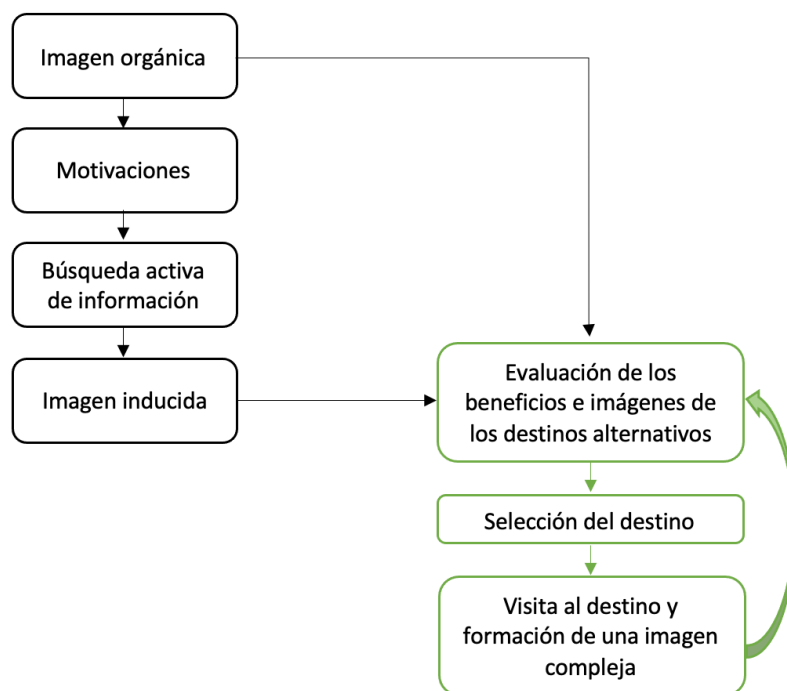 Imagen orgánica
Motivaciones
Búsqueda activa
de información
Imagen inducida
Evaluación de los
beneficios e imágenes de
los destinos alternativos
Selección del destino
Visita al destino y
formación de una imagen
compleja